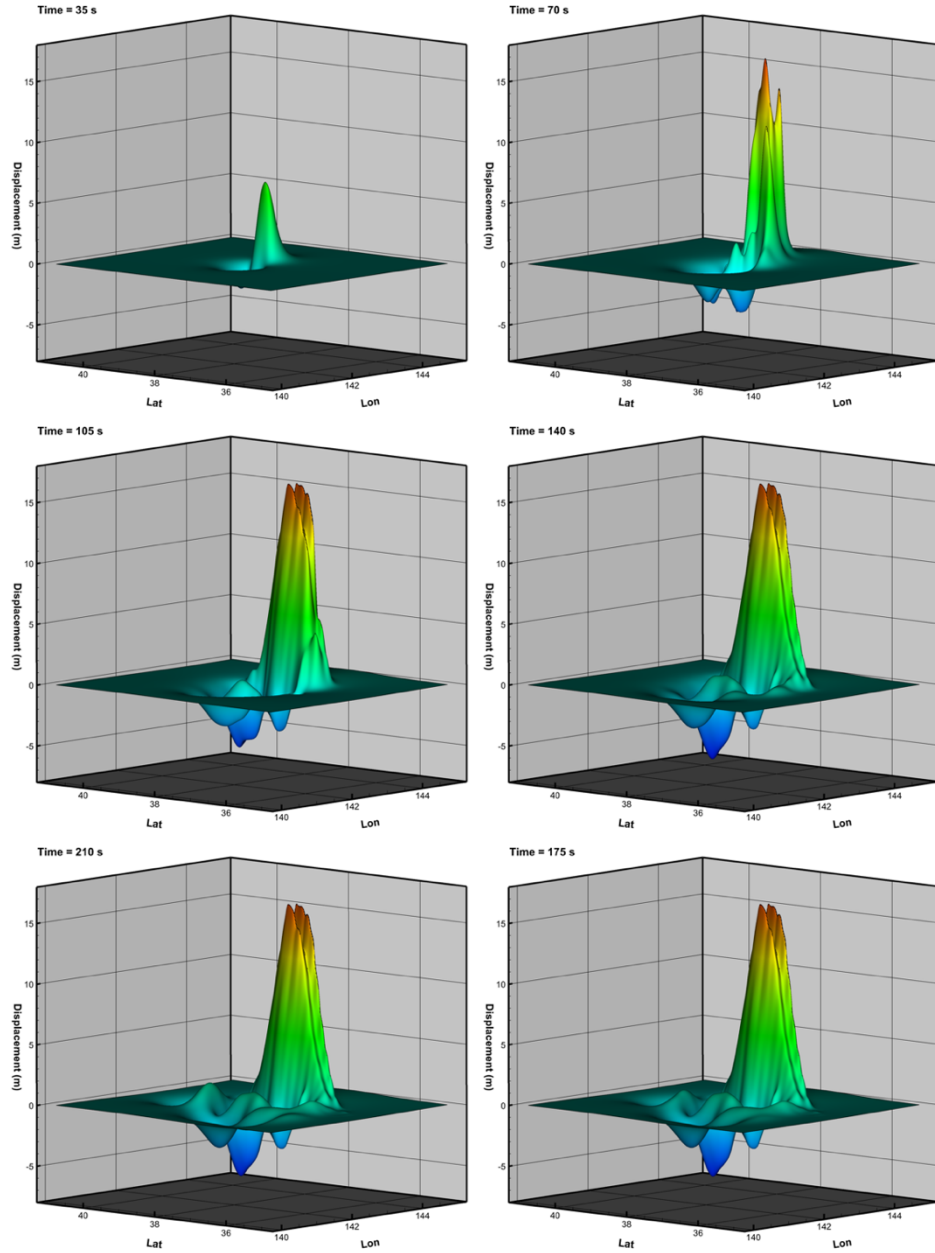 Time = 35 s
Displacement (m)
15
10
5
0
-5
40
38
36
Lat
140
142
144
Lon
Time = 70 s
Displacement (m)
15
10
5
0
-5
40
38
36
Lat
140
142
144
Lon
Time = 105 s
Displacement (m)
15
10
5
0
-5
40
38
36
Lat
140
142
144
Lon
Time = 140 s
Displacement (m)
15
10
5
0
-5
40
38
36
Lat
140
142
144
Lon
Time = 210 s
Displacement (m)
15
10
5
0
-5
40
38
36
Lat
140
142
144
Lon
Time = 175 s
Displacement (m)
15
10
5
0
-5
40
38
36
Lat
140
142
144
Lon